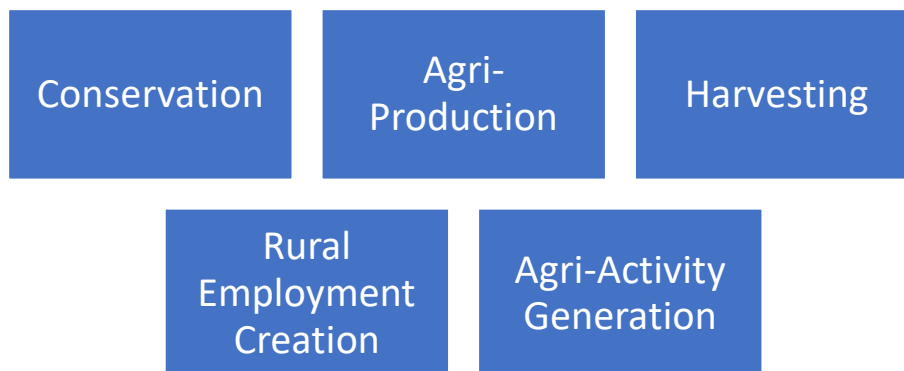 Conservation
Agri-
Production
Harvesting
Rural
Employment
Creation
Agri-Activity
Generation